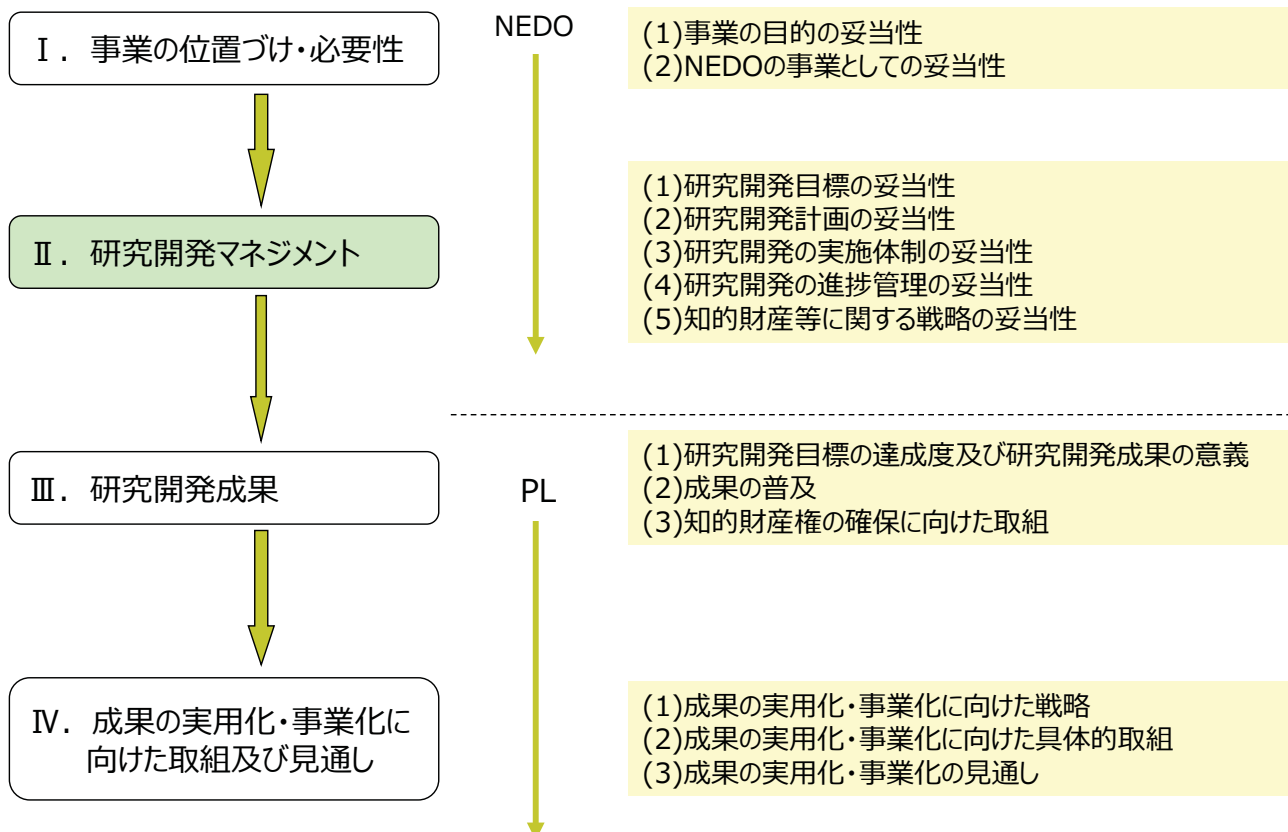 Ⅰ. 事業の位置づけ・必要性
NEDO
(1)事業の目的の妥当性
(2)NEDOの事業としての妥当性
Ⅱ. 研究開発マネジメント
(1)研究開発目標の妥当性
(2)研究開発計画の妥当性
(3)研究開発の実施体制の妥当性
(4)研究開発の進捗管理の妥当性
(5)知的財産等に関する戦略の妥当性
Ⅲ. 研究開発成果
PL
(1)研究開発目標の達成度及び研究開発成果の意義
(2)成果の普及
(3)知的財産権の確保に向けた取組
Ⅳ. 成果の実用化・事業化に
向けた取組及び見通し
(1)成果の実用化・事業化に向けた戦略
(2)成果の実用化・事業化に向けた具体的取組
(3)成果の実用化・事業化の見通し